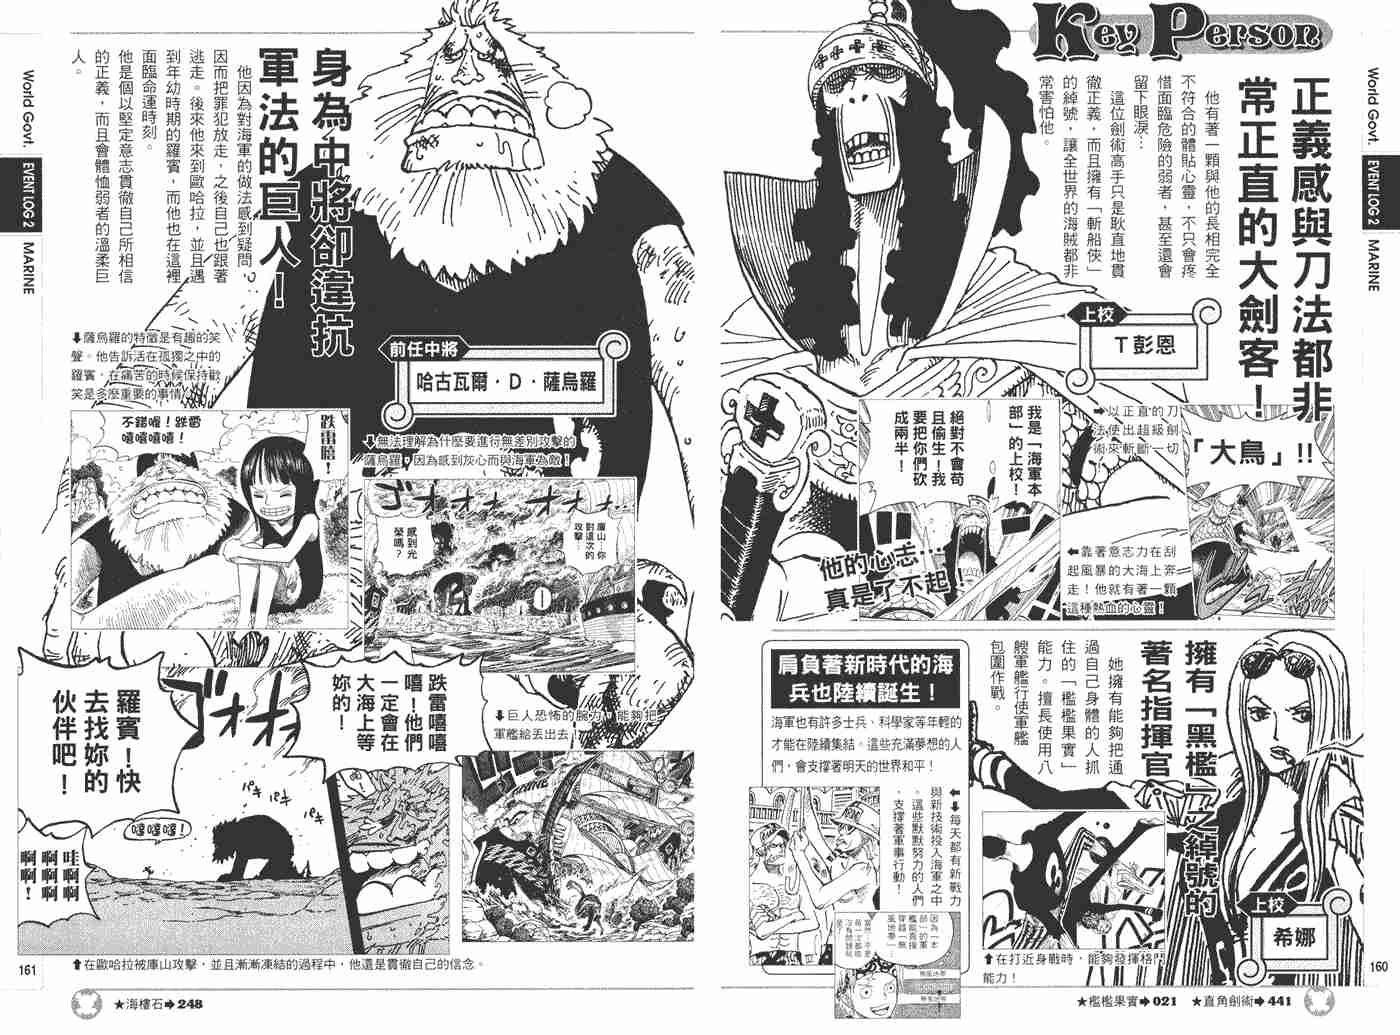 Key Person
World Govt.
EVENT LOG 2
MARINE
正義感與刀法都非
常正直的大劍客！
他有著一顆與他的長相完全
不符合的體貼心靈，不只會疼
惜面臨危險的弱者，甚至還會
留下眼淚…
這位劍術高手只是耿直地貫
徹正義，而且擁有「斬船俠」
的綽號，讓全世界的海賊都非
常害怕他。
上校
T彭恩
➡以正直的刀
法使出超級劍
術來斬斷一切
「大鳥」!!
我是「海軍本
部」的上校！
絕對不會苟
且偷生！我
要把你們砍
成兩半！
他的心志…
真是了不起！
⬅靠著意志力在刮
起風暴的大海上奔
走！他就有著一顆
這種熱血的心靈！
擁有「黑檻」之綽號的
著名指揮官。
她擁有能夠把通
過自己身體的人抓
住的「檻檻果實」
能力。擅長使用八
艘軍艦行使軍艦
包圍作戰。
上校
希娜
⬆在打近身戰時，能夠發揮格鬥
能力！
肩負著新時代的海
兵也陸續誕生！
海軍也有許多士兵、科學家等年輕的
才能在陸續集結。這些充滿夢想的人
們，會支撐著明天的世界和平！
⬅⬇每天都有新戰力
與新技術投入海軍之中
。這些默默努力的人們
，支撐著軍事行動！
因為「本
部」的軍
艦能直接
穿越「無
風地帶」
無風地帶
無風地帶
160
★檻檻果實➡021　★直角劍術➡441
World Govt.
EVENT LOG 2
MARINE
身為中將卻違抗
軍法的巨人！
他因為對海軍的做法感到疑問，
因而把罪犯放走，之後自己也跟著
逃走。後來他來到歐哈拉，並且遇
到年幼時期的羅賓，而他也在這裡
面臨命運時刻。
他是個以堅定意志貫徹自己所相信
的正義，而且會體恤弱者的溫柔巨
人。
前任中將
哈古瓦爾・D・薩烏羅
⬇薩烏羅的特徵是有趣的笑
聲。他告訴活在孤獨之中的
羅賓，在痛苦的時候保持歡
笑是多麼重要的事情！
跌雷嘻！
不錯喔！跌雷
嘻嘻嘻嘻！
⬇無法理解為什麼要進行無差別攻擊的
薩烏羅，因為感到灰心而與海軍為敵！
ゴオオオオ
庫山！你
對這次的
攻擊…
感到光
榮嗎？
⬇巨人恐怖的腕力，能夠把
軍艦給丟出去！
跌雷嘻嘻
嘻！他們
一定會在
大海上等
妳的！
羅賓！快
去找妳的
伙伴吧！
ゴオオオ
パキ
パキ
パキ
嘻嘻嘻！
哇啊啊
啊啊啊
啊啊！
⬆在歐哈拉被庫山攻擊，並且漸漸凍結的過程中，他還是貫徹自己的信念。
161
★海樓石➡248